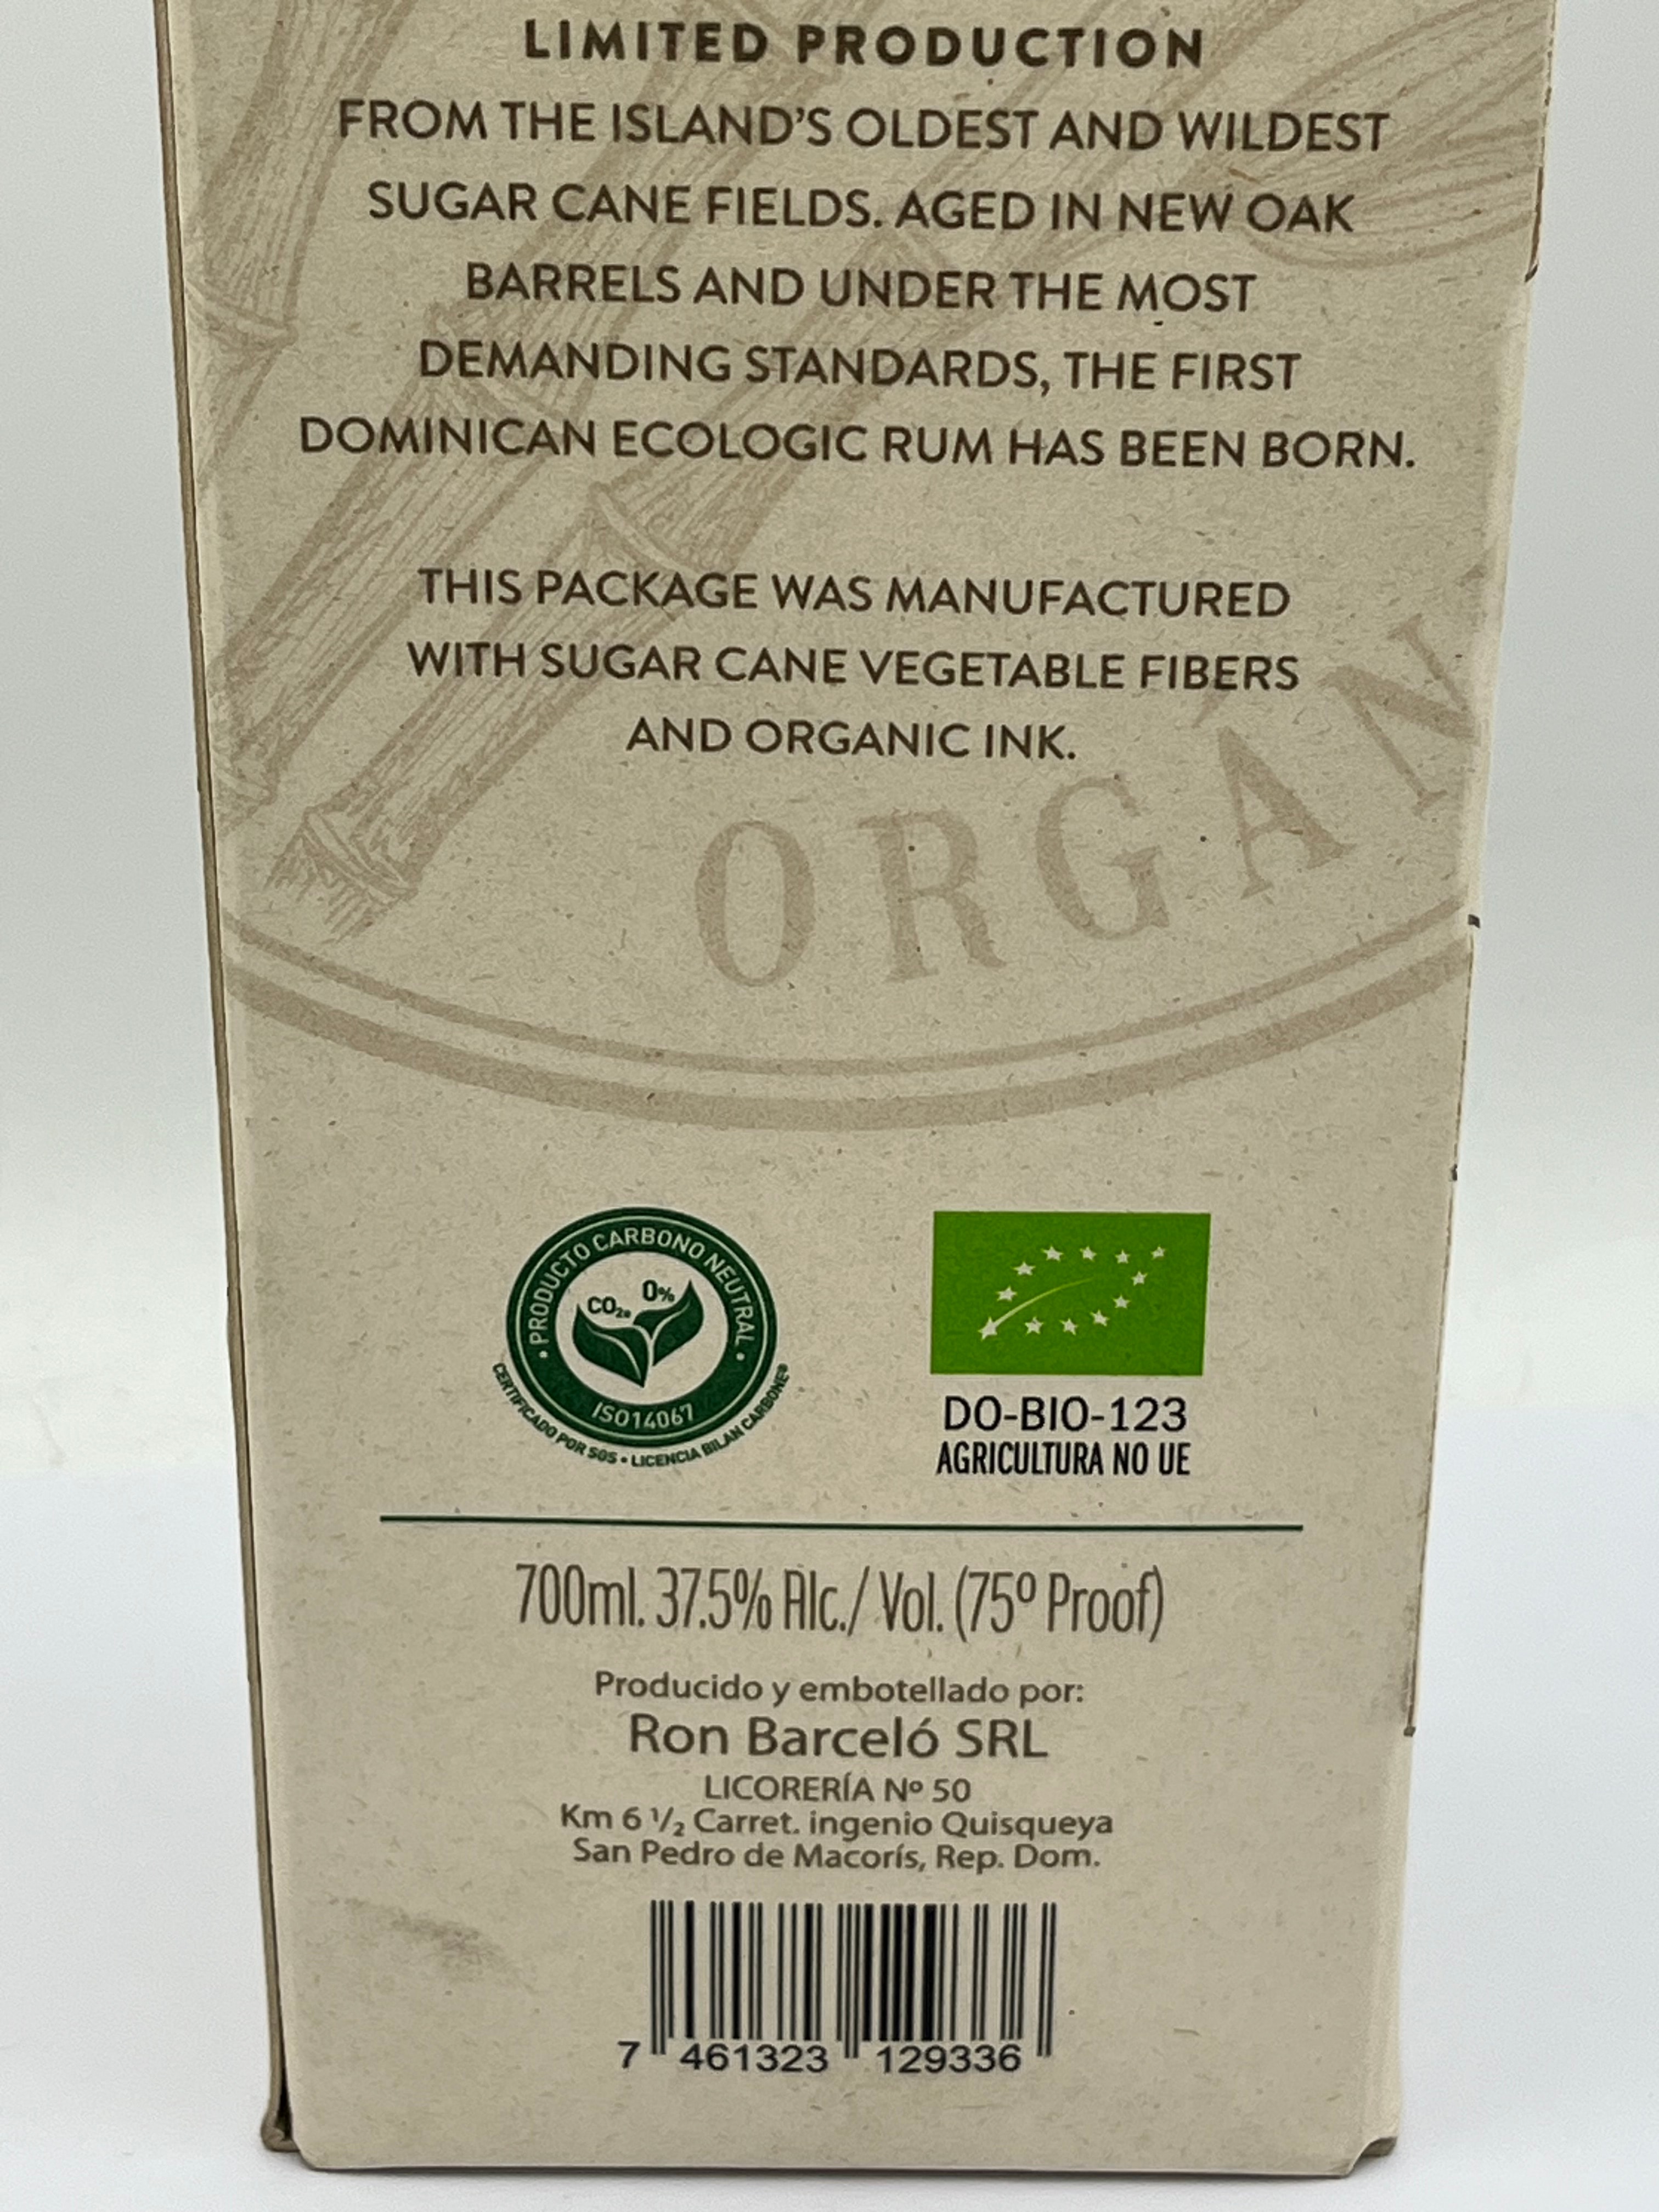 LIMITED PRODUCTION
FROM THE ISLAND'S OLDEST AND WILDEST
SUGAR CANE FIELDS. AGED IN NEW OAK
BARRELS AND UNDER THE MOST
DEMANDING STANDARDS, THE FIRST
DOMINICAN ECOLOGIC RUM HAS BEEN BORN.
THIS PACKAGE WAS MANUFACTURED
WITH SUGAR CANE VEGETABLE FIBERS
AND ORGANIC INK.
ORGÁN
• PRODUCTO CARBONO NEUTRAL •
CO₂e 0%
ISO14067
CERTIFICADO POR SGS • LICENCIA BILAN CARBONE®
DO-BIO-123
AGRICULTURA NO UE
700ml. 37.5% Alc./ Vol. (75º Proof)
Producido y embotellado por:
Ron Barceló SRL
LICORERÍA Nº 50
Km 6 ½ Carret. ingenio Quisqueya
San Pedro de Macorís, Rep. Dom.
7 461323 129336